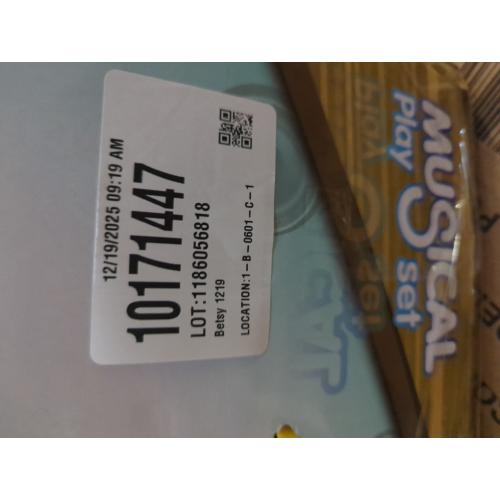 12/19/2025 09:19 AM
10171447
LOT:1186056818
Betsy 1219
LOCATION:1-B-0601-C-1
MUSICAL
Play
set